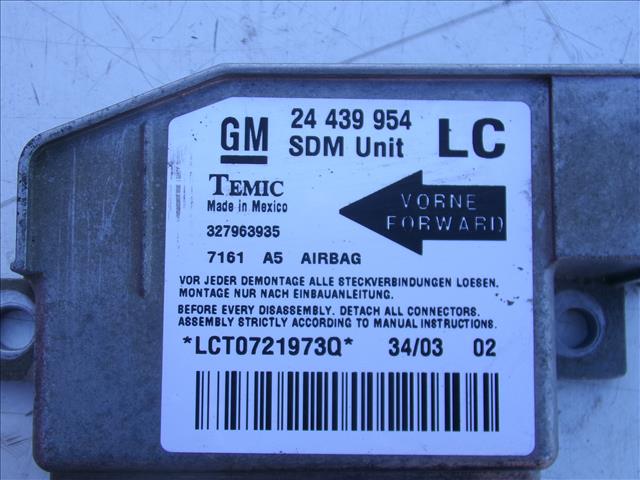 GM 24 439 954 LC
SDM Unit
TEMIC
Made in Mexico
VORNE
FORWARD
327963935
7161 A5 AIRBAG
VOR JEDER DEMONTAGE ALLE STECKVERBINDUNGEN LOESEN.
MONTAGE NUR NACH EINBAUANLEITUNG.
BEFORE EVERY DISASSEMBLY. DETACH ALL CONNECTORS.
ASSEMBLY STRICTLY ACCORDING TO MANUAL INSTRUCTIONS.
*LCT0721973Q* 34/03 02